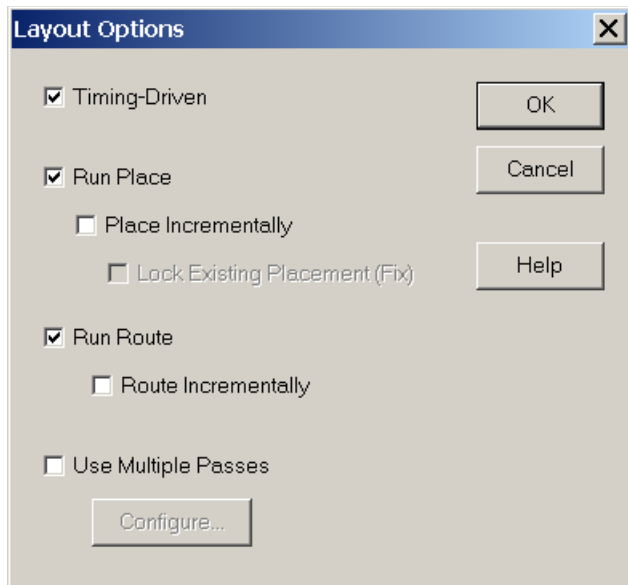 Layout Options
Timing-Driven
OK
Run Place
Cancel
Place Incrementally
Lock Existing Placement (Fix)
Help
Run Route
Route Incrementally
Use Multiple Passes
Configure...